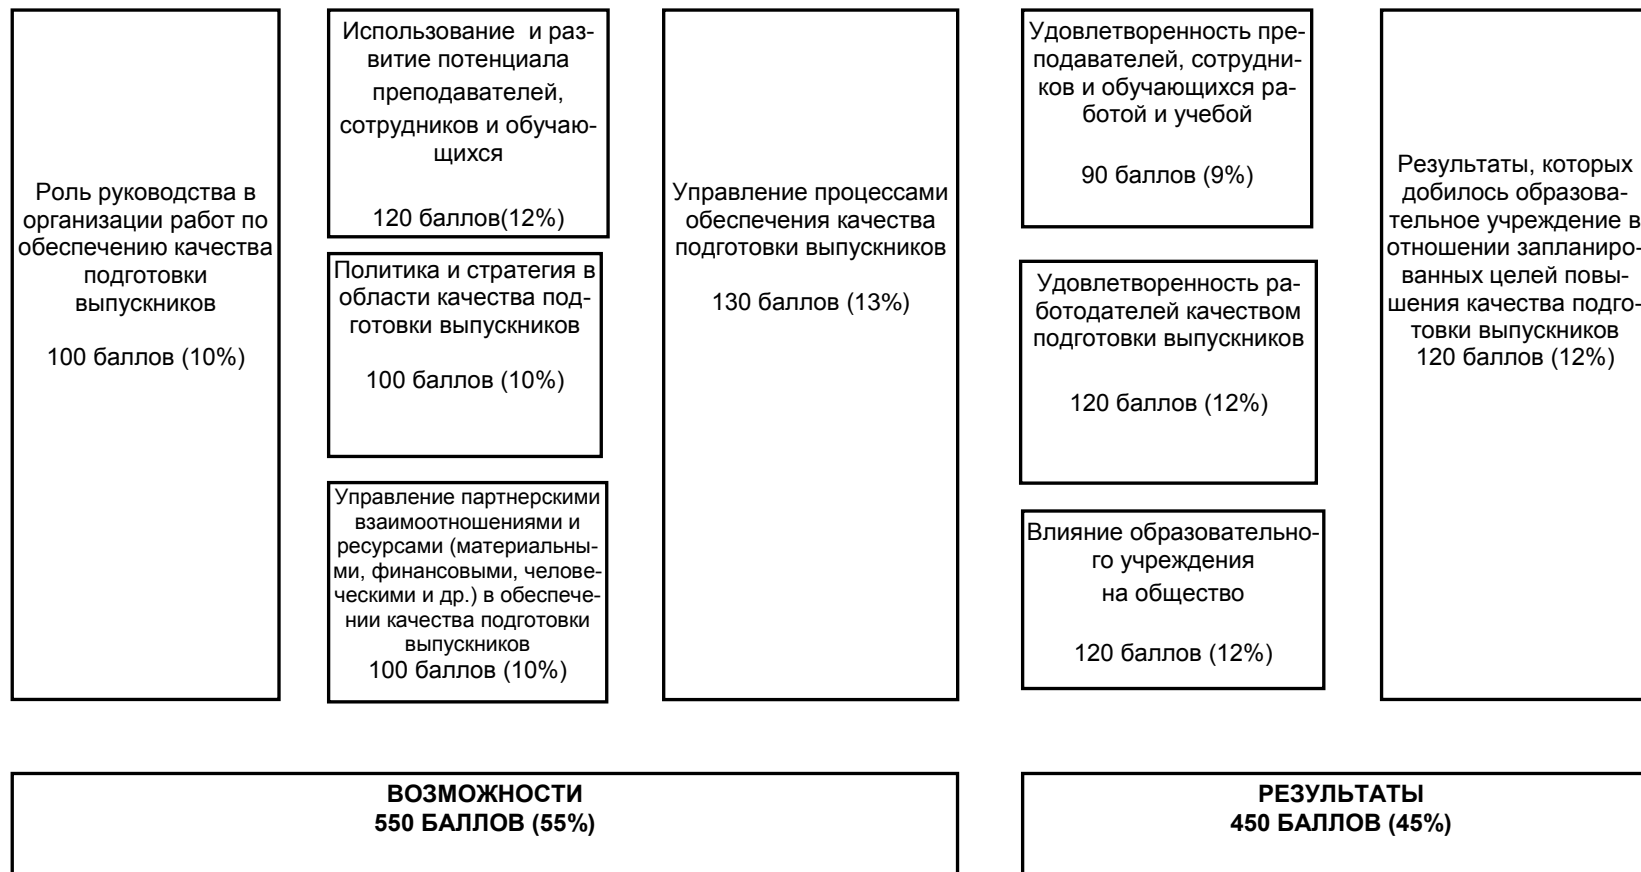 Роль руководства в
организации работ по
обеспечению качества
подготовки
выпускников
100 баллов (10%)
Использование  и раз-
витие потенциала
преподавателей,
сотрудников и обучаю-
щихся
120 баллов(12%)
Политика и стратегия в
области качества под-
готовки выпускников
100 баллов (10%)
Управление партнерскими
взаимоотношениями и
ресурсами (материальны-
ми, финансовыми, челове-
ческими и др.) в обеспече-
нии качества подготовки
выпускников
100 баллов (10%)
Управление процессами
обеспечения качества
подготовки выпускников
130 баллов (13%)
Удовлетворенность пре-
подавателей, сотрудни-
ков и обучающихся ра-
ботой и учебой
90 баллов (9%)
Удовлетворенность ра-
ботодателей качеством
подготовки выпускников
120 баллов (12%)
Влияние образовательно-
го учреждения
на общество
120 баллов (12%)
Результаты, которых
добилось образова-
тельное учреждение в
отношении запланиро-
ванных целей повы-
шения качества подго-
товки выпускников
120 баллов (12%)
ВОЗМОЖНОСТИ
550 БАЛЛОВ (55%)
РЕЗУЛЬТАТЫ
450 БАЛЛОВ (45%)